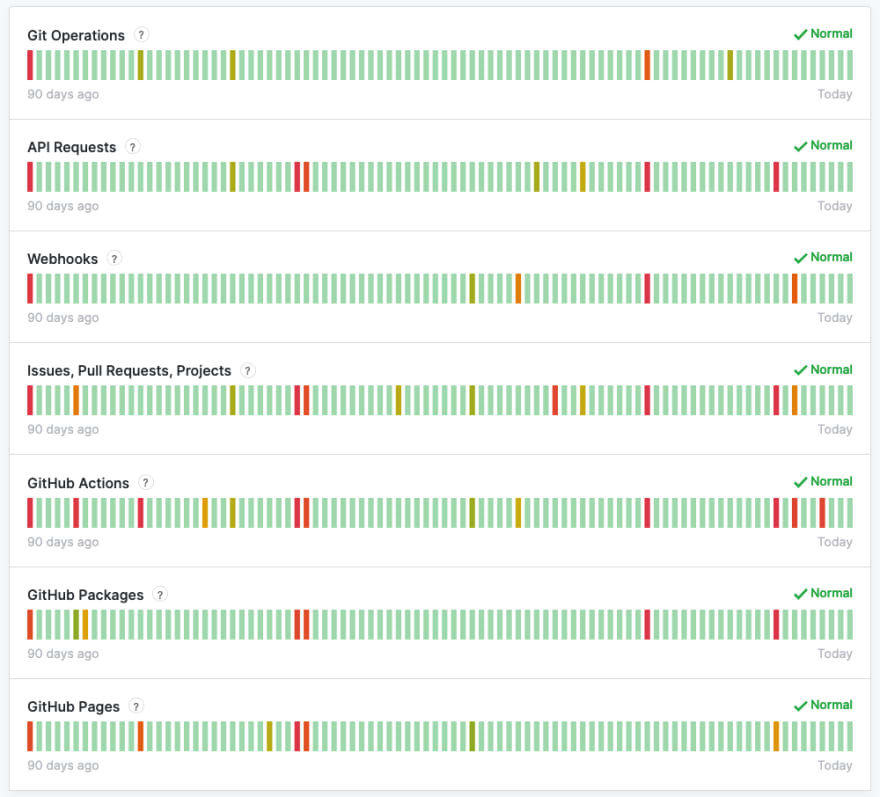 Git Operations ? Normal
90 days ago Today
API Requests ? Normal
90 days ago Today
Webhooks ? Normal
90 days ago Today
Issues, Pull Requests, Projects ? Normal
90 days ago Today
GitHub Actions ? Normal
90 days ago Today
GitHub Packages ? Normal
90 days ago Today
GitHub Pages ? Normal
90 days ago Today